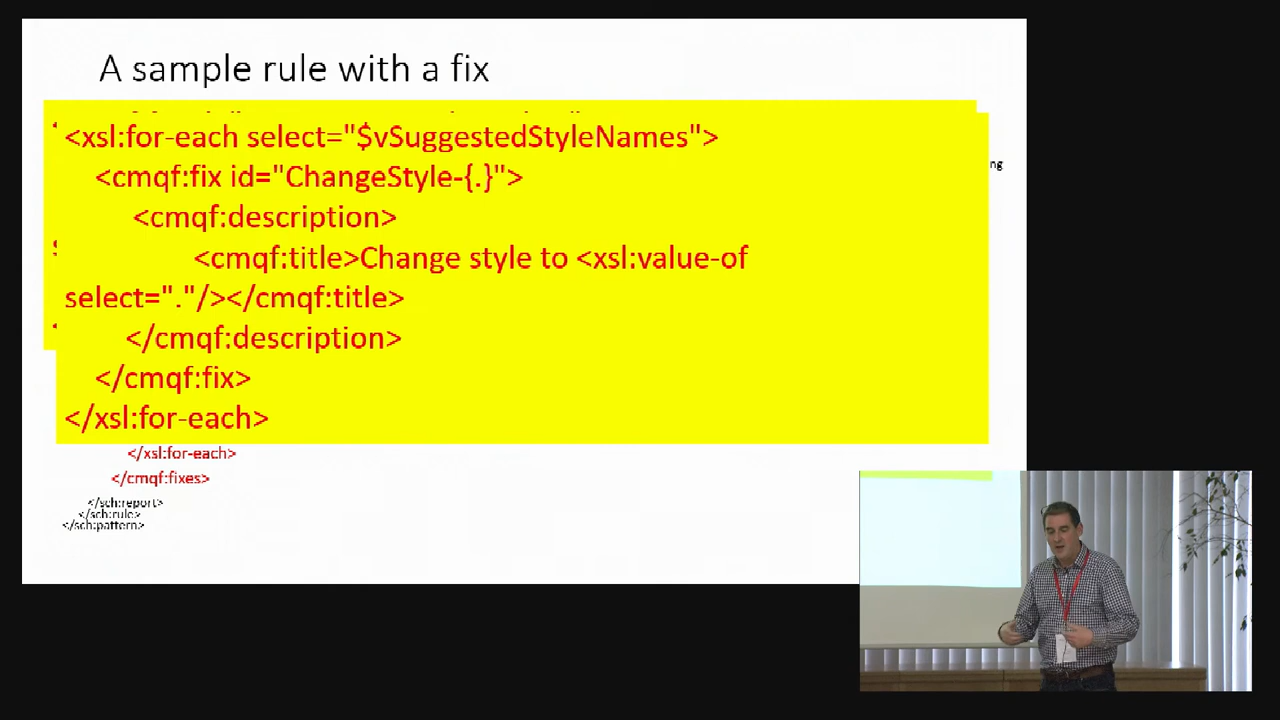 A sample rule with a fix
<xsl:for-each select="$vSuggestedStyleNames">
<cmqf:fix id="ChangeStyle-{.}">
<cmqf:description>
<cmqf:title>Change style to <xsl:value-of
select="."/></cmqf:title>
</cmqf:description>
</cmqf:fix>
</xsl:for-each>
ng
</xsl:for-each>
</cmqf:fixes>
</sch:report>
</sch:rule>
</sch:pattern>